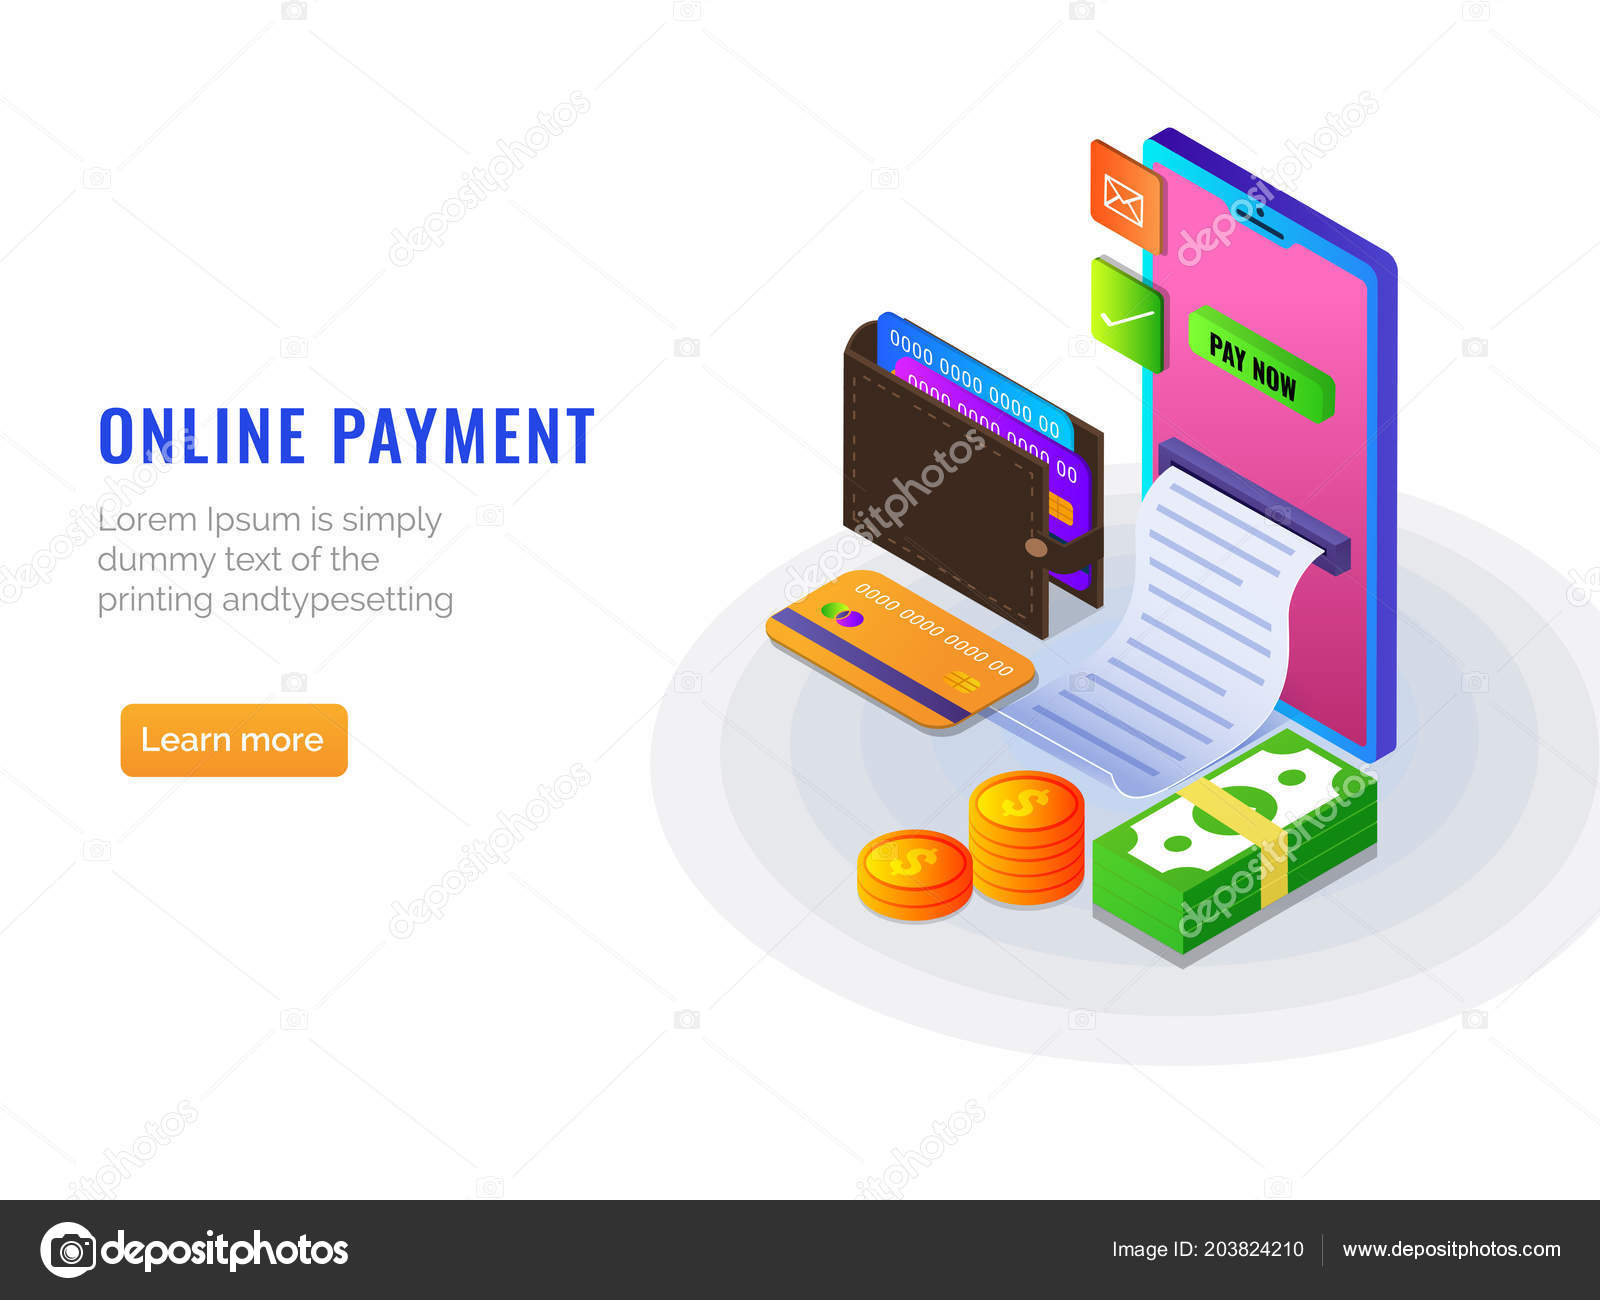 ONLINE PAYMENT
Lorem Ipsum is simply
dummy text of the
printing andtypesetting
Learn more
PAY NOW
0000 0000 0000 00
0000 0000 0000 00
0000 0000 0000 00
depositphotos
Image ID: 203824210
www.depositphotos.com